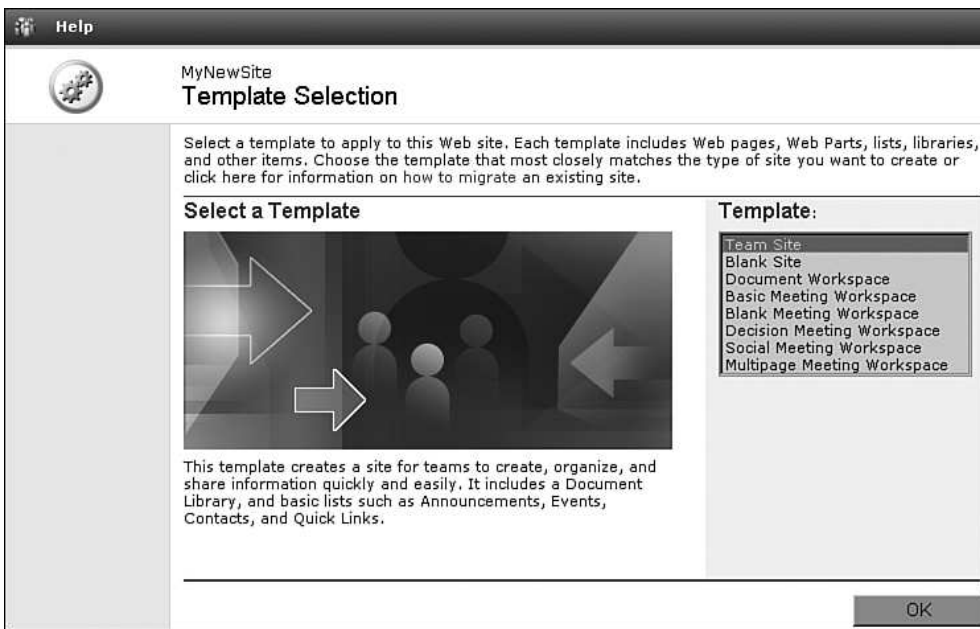 Help
MyNewSite
Template Selection
Select a template to apply to this Web site. Each template includes Web pages, Web Parts, lists, libraries,
and other items. Choose the template that most closely matches the type of site you want to create or
click here for information on how to migrate an existing site.
Select a Template
This template creates a site for teams to create, organize, and
share information quickly and easily. It includes a Document
Library, and basic lists such as Announcements, Events,
Contacts, and Quick Links.
Template:
Team Site
Blank Site
Document Workspace
Basic Meeting Workspace
Blank Meeting Workspace
Decision Meeting Workspace
Social Meeting Workspace
Multipage Meeting Workspace
OK